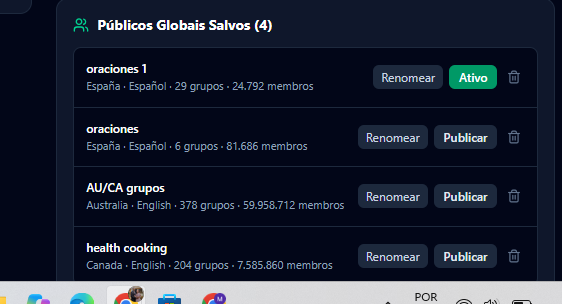 Públicos Globais Salvos (4)
oraciones 1
España · Español · 29 grupos · 24.792 membros
Renomear
Ativo
oraciones
España · Español · 6 grupos · 81.686 membros
Renomear
Publicar
AU/CA grupos
Australia · English · 378 grupos · 59.958.712 membros
Renomear
Publicar
health cooking
Canada · English · 204 grupos · 7.585.860 membros
Renomear
Publicar
M
POR